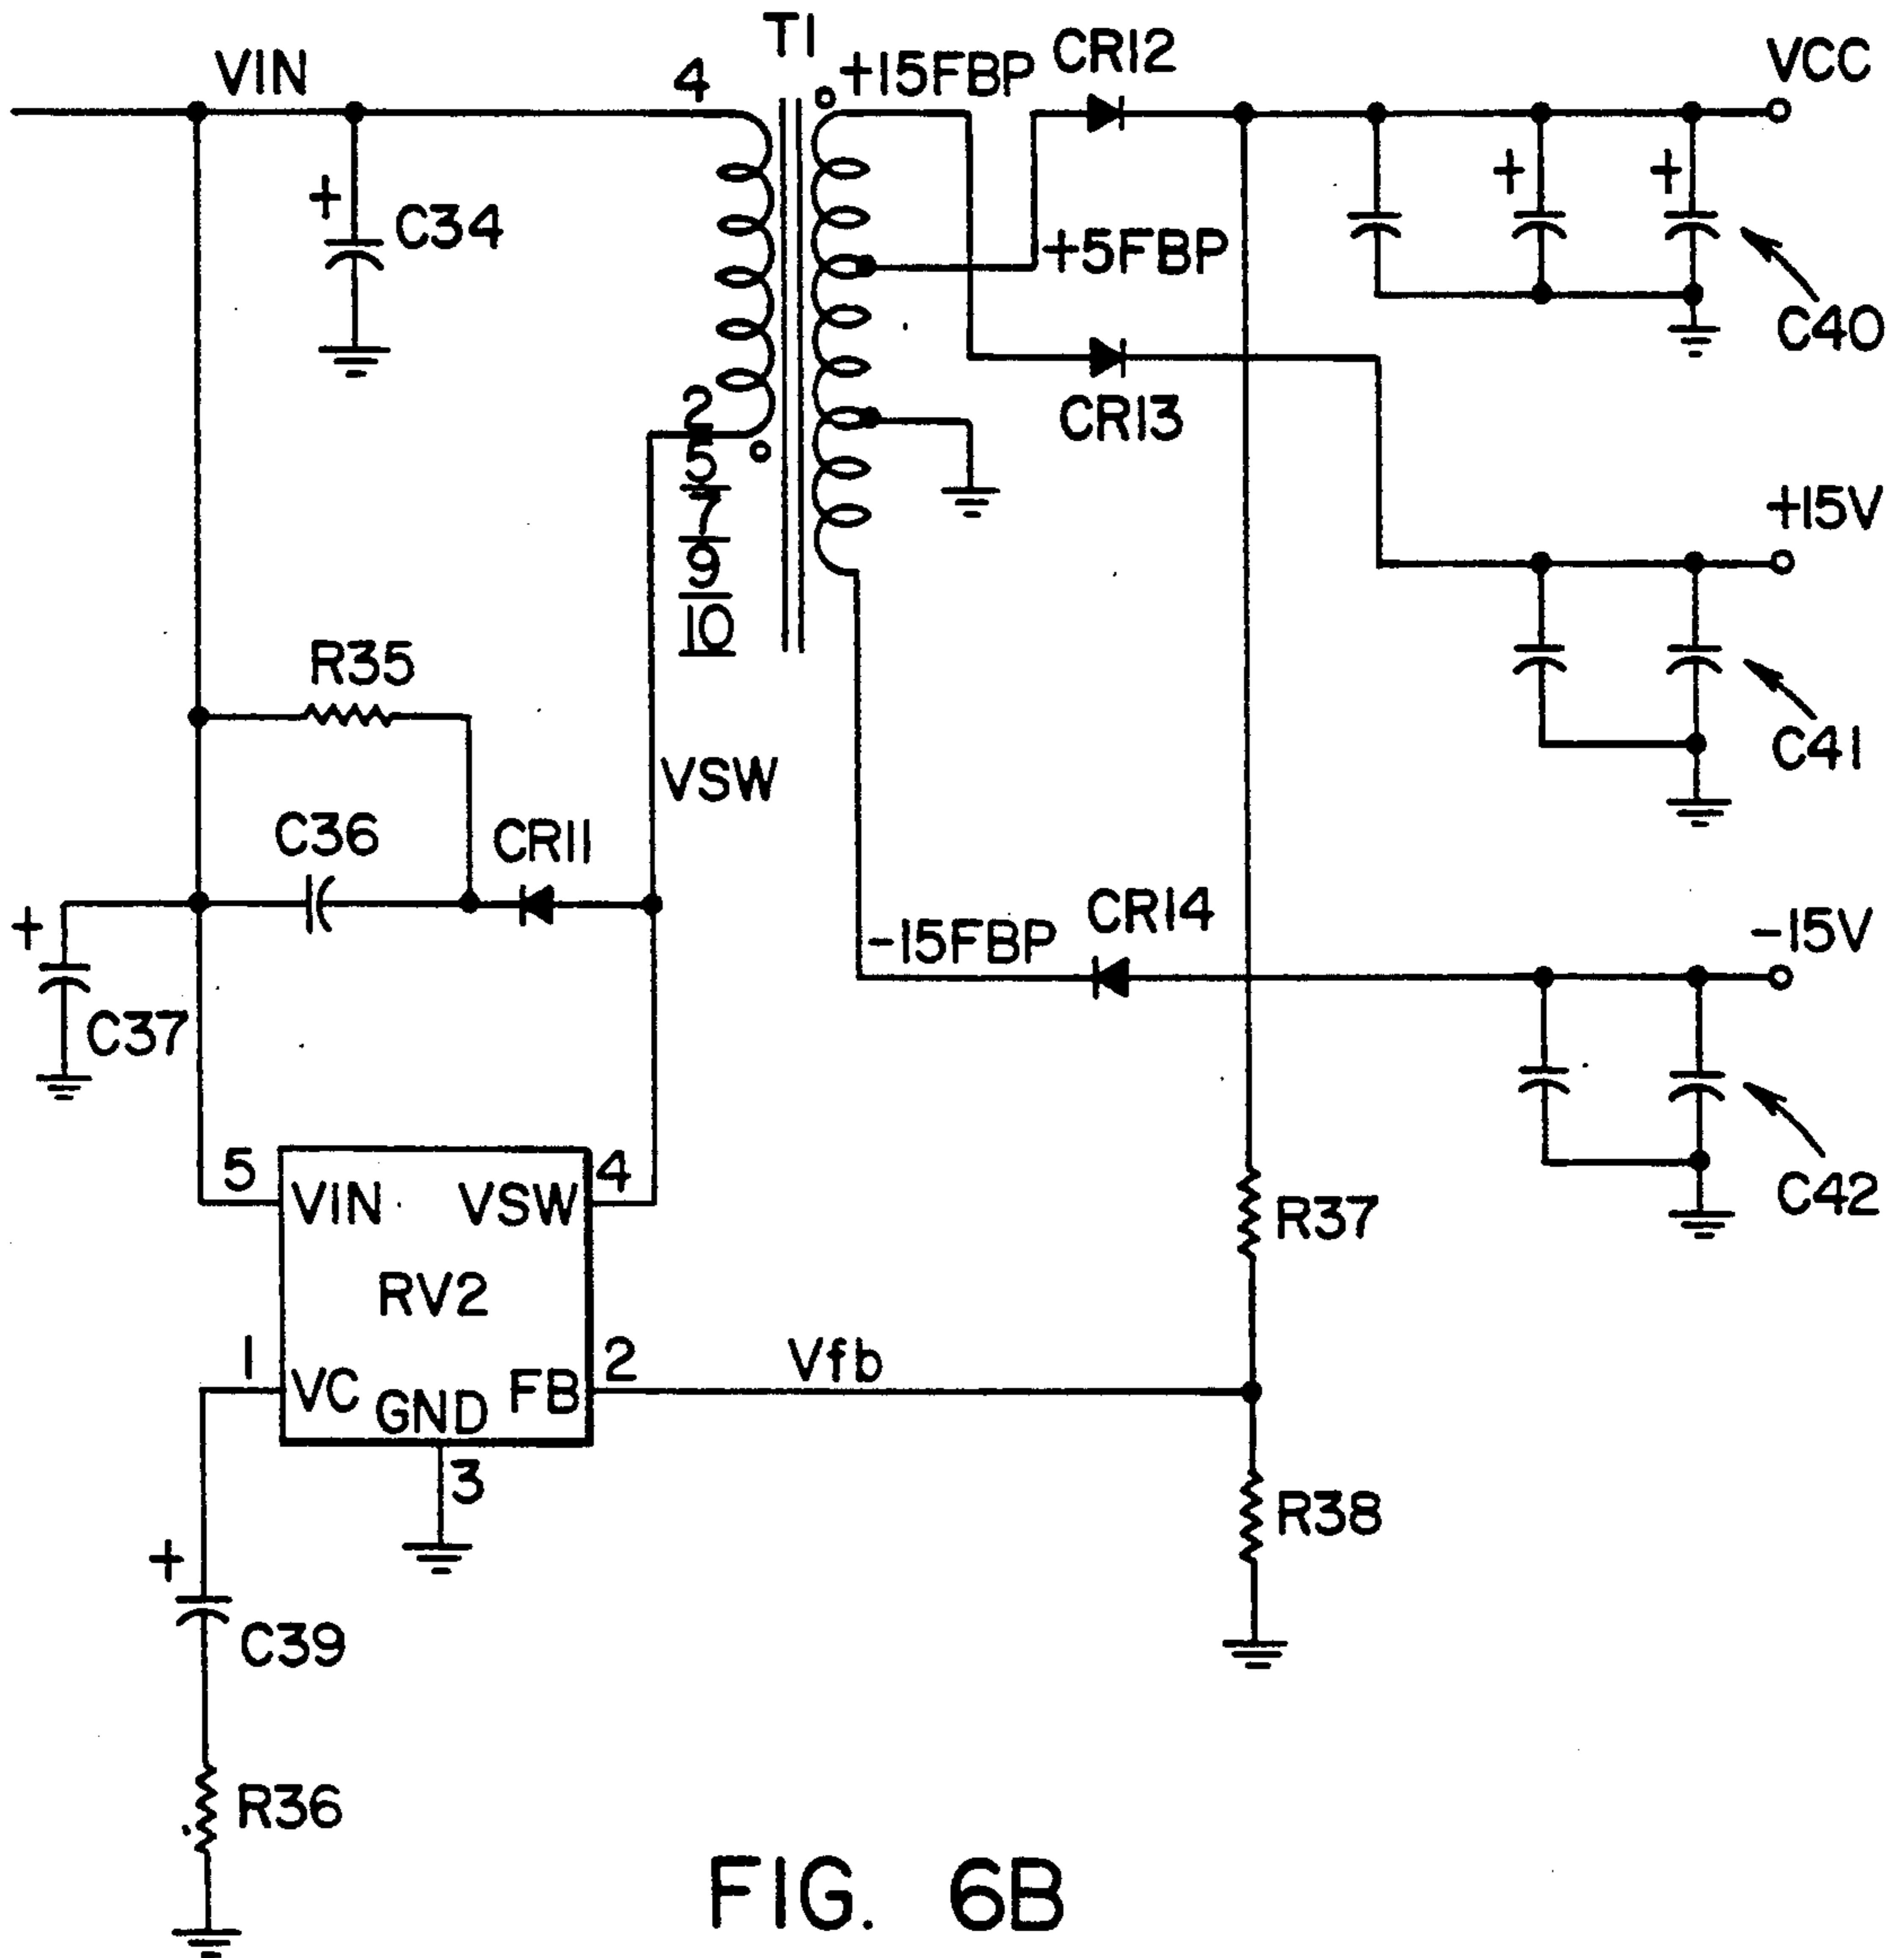 T1
VIN
4
+15FBP
CR12
VCC
+
C34
+5FBP
+
+
C40
2
5
7
9
10
CR13
+15V
R35
C41
VSW
C36
CR11
+
C37
-15FBP
CR14
-15V
C42
5
VIN
VSW
4
R37
RV2
1
VC
GND
FB
2
Vfb
3
R38
+
C39
R36
FIG. 6B